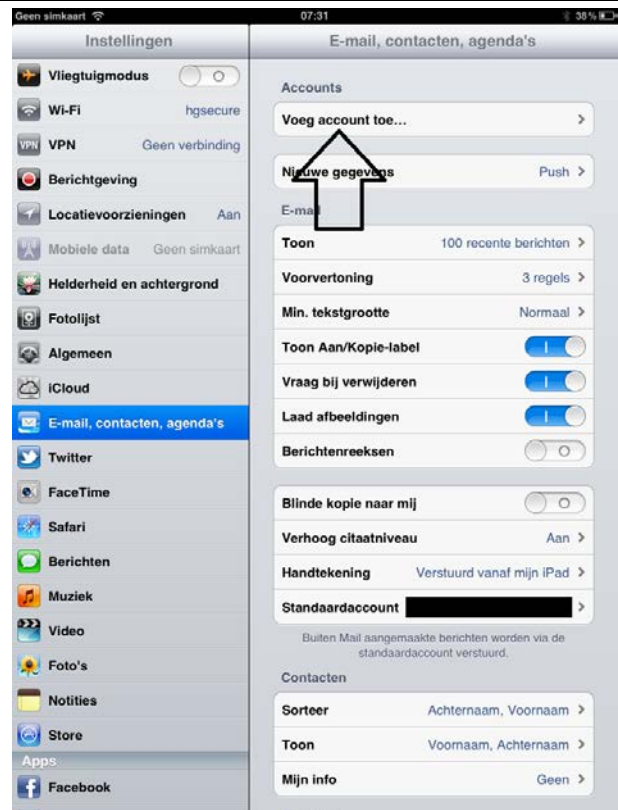 Geen simkaart 07:31 38%
Instellingen
Vliegtuigmodus
Wi-Fi hgsecure
VPN VPN Geen verbinding
Berichtgeving
Locatievoorzieningen Aan
Mobiele data Geen simkaart
Helderheid en achtergrond
Fotolijst
Algemeen
iCloud
E-mail, contacten, agenda's
Twitter
FaceTime
Safari
Berichten
Muziek
Video
Foto's
Notities
Store
Apps
Facebook
E-mail, contacten, agenda's
Accounts
Voeg account toe...
Nieuwe gegevens Push
E-mail
Toon 100 recente berichten
Voorvertoning 3 regels
Min. tekstgrootte Normaal
Toon Aan/Kopie-label
Vraag bij verwijderen
Laad afbeeldingen
Berichtenreeksen
Blinde kopie naar mij
Verhoog citaatniveau Aan
Handtekening Verstuurd vanaf mijn iPad
Standaardaccount
Buiten Mail aangemaakte berichten worden via de
standaardaccount verstuurd.
Contacten
Sorteer Achternaam, Voornaam
Toon Voornaam, Achternaam
Mijn info Geen